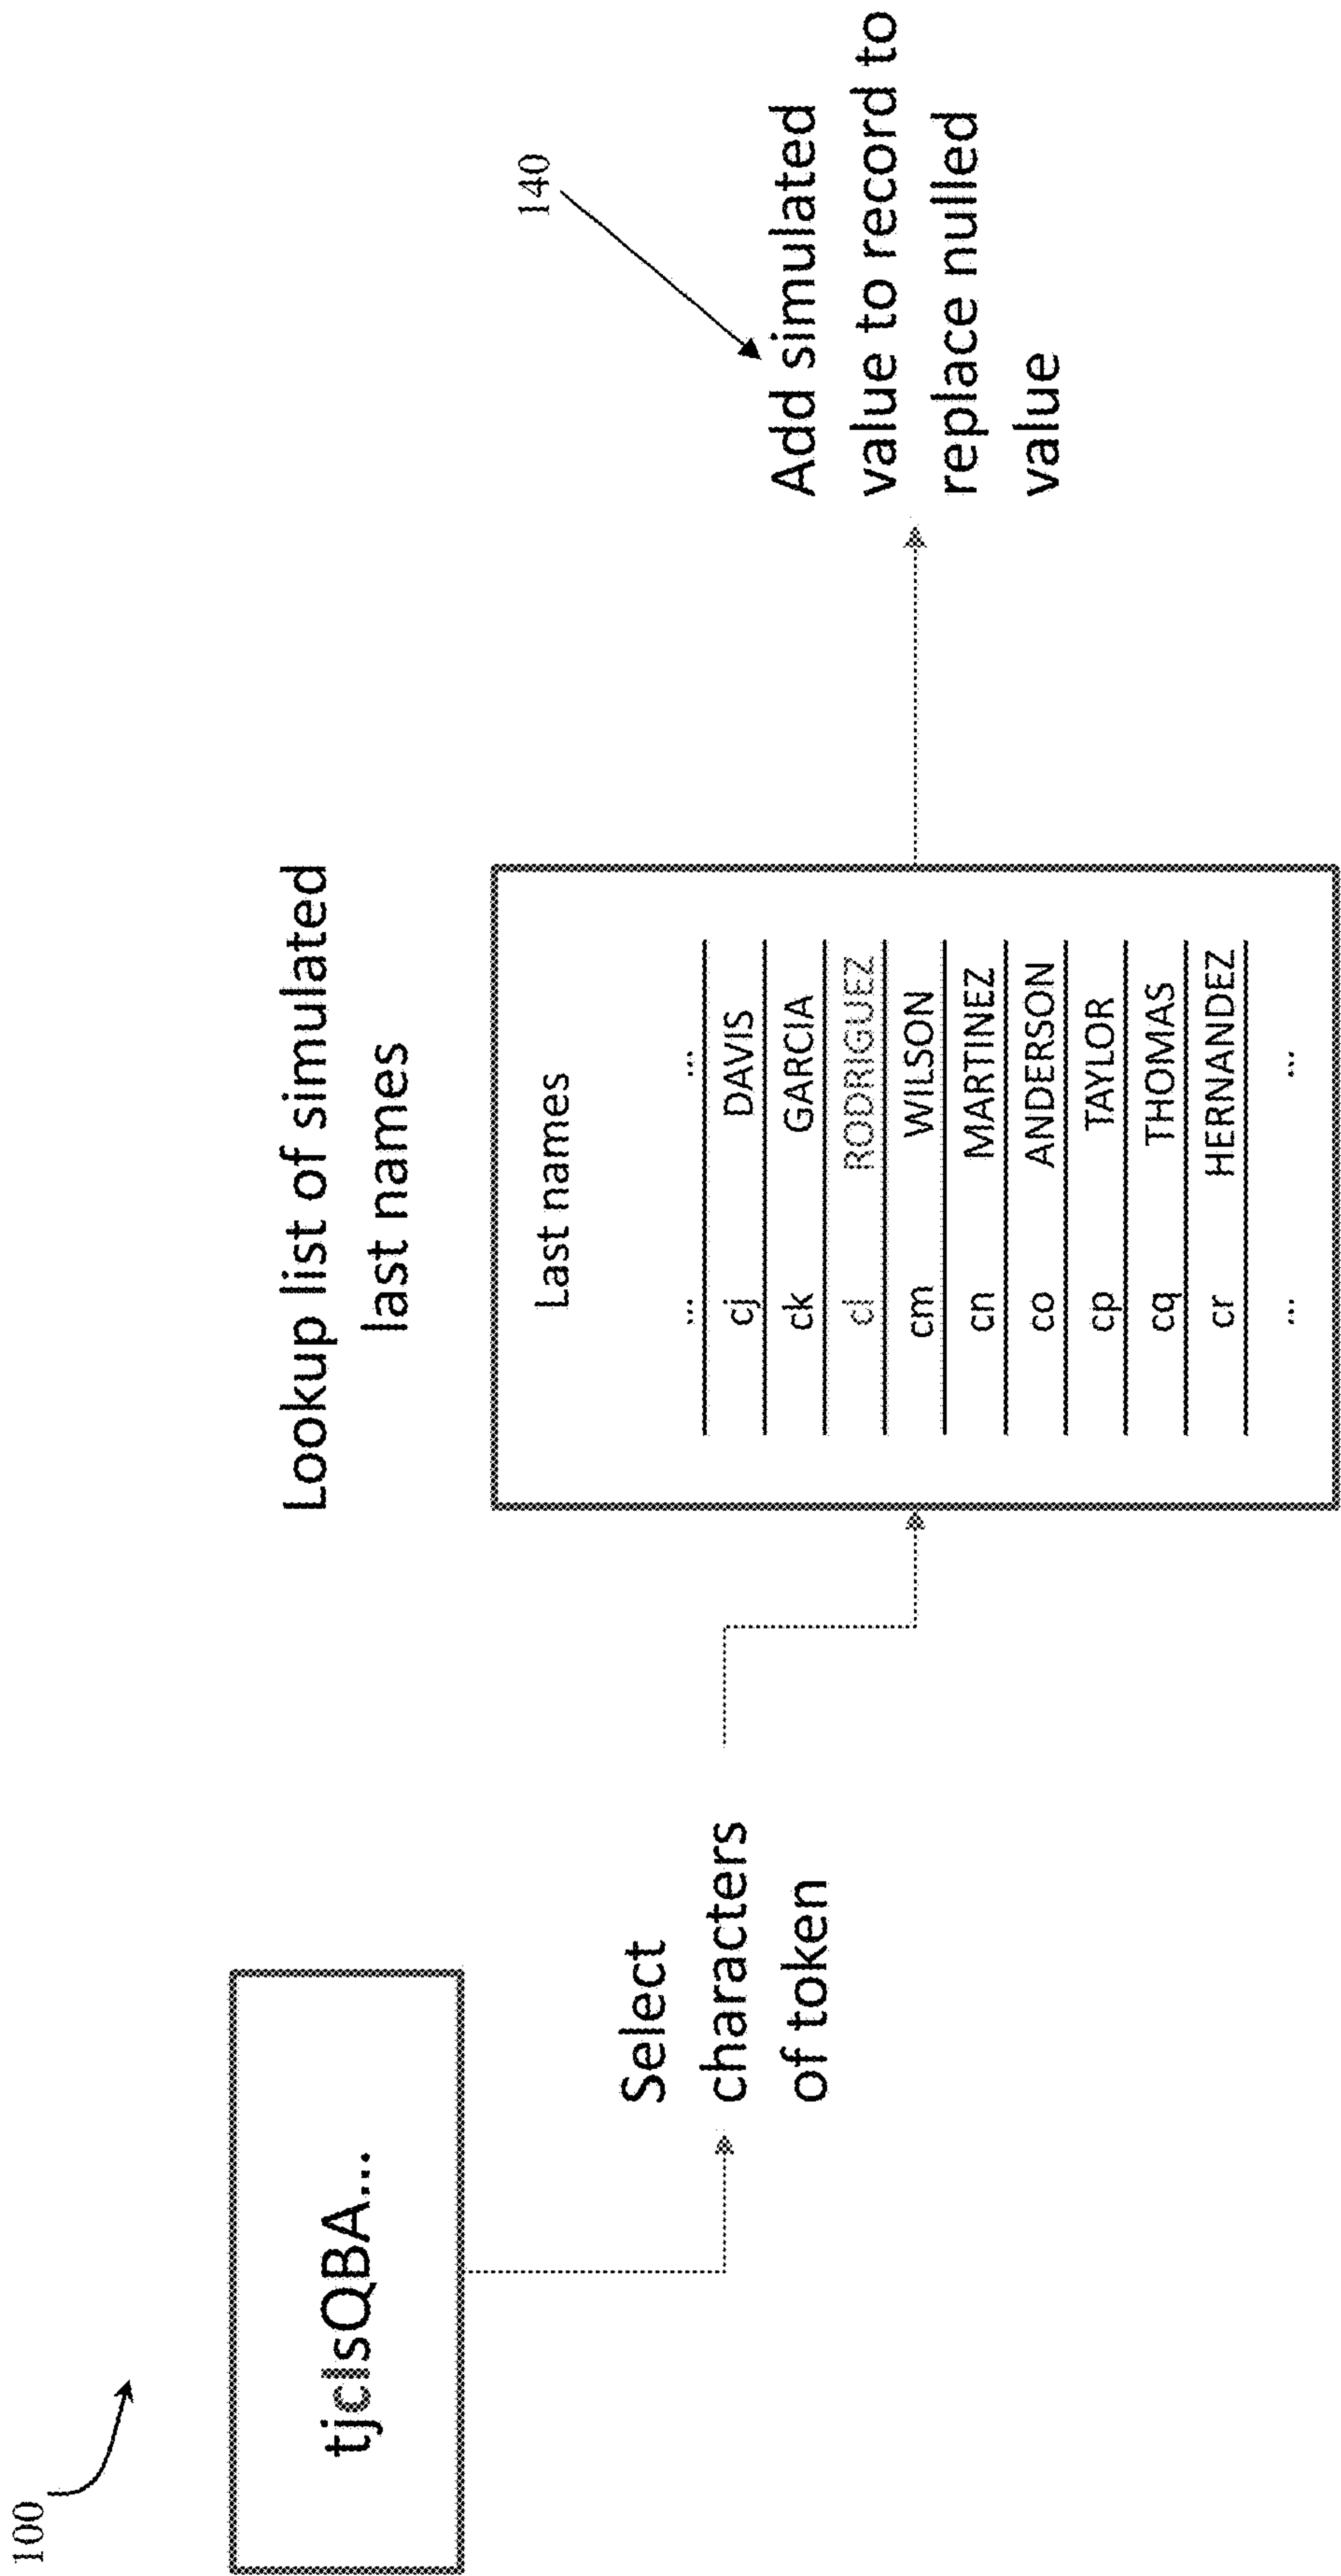 100
tjclsQBA...
Select
characters
of token
Lookup list of simulated
last names
Last names
... ...
cj DAVIS
ck GARCIA
cl RODRIGUEZ
cm WILSON
cn MARTINEZ
co ANDERSON
cp TAYLOR
cq THOMAS
cr HERNANDEZ
... ...
140
Add simulated
value to record to
replace nulled
value